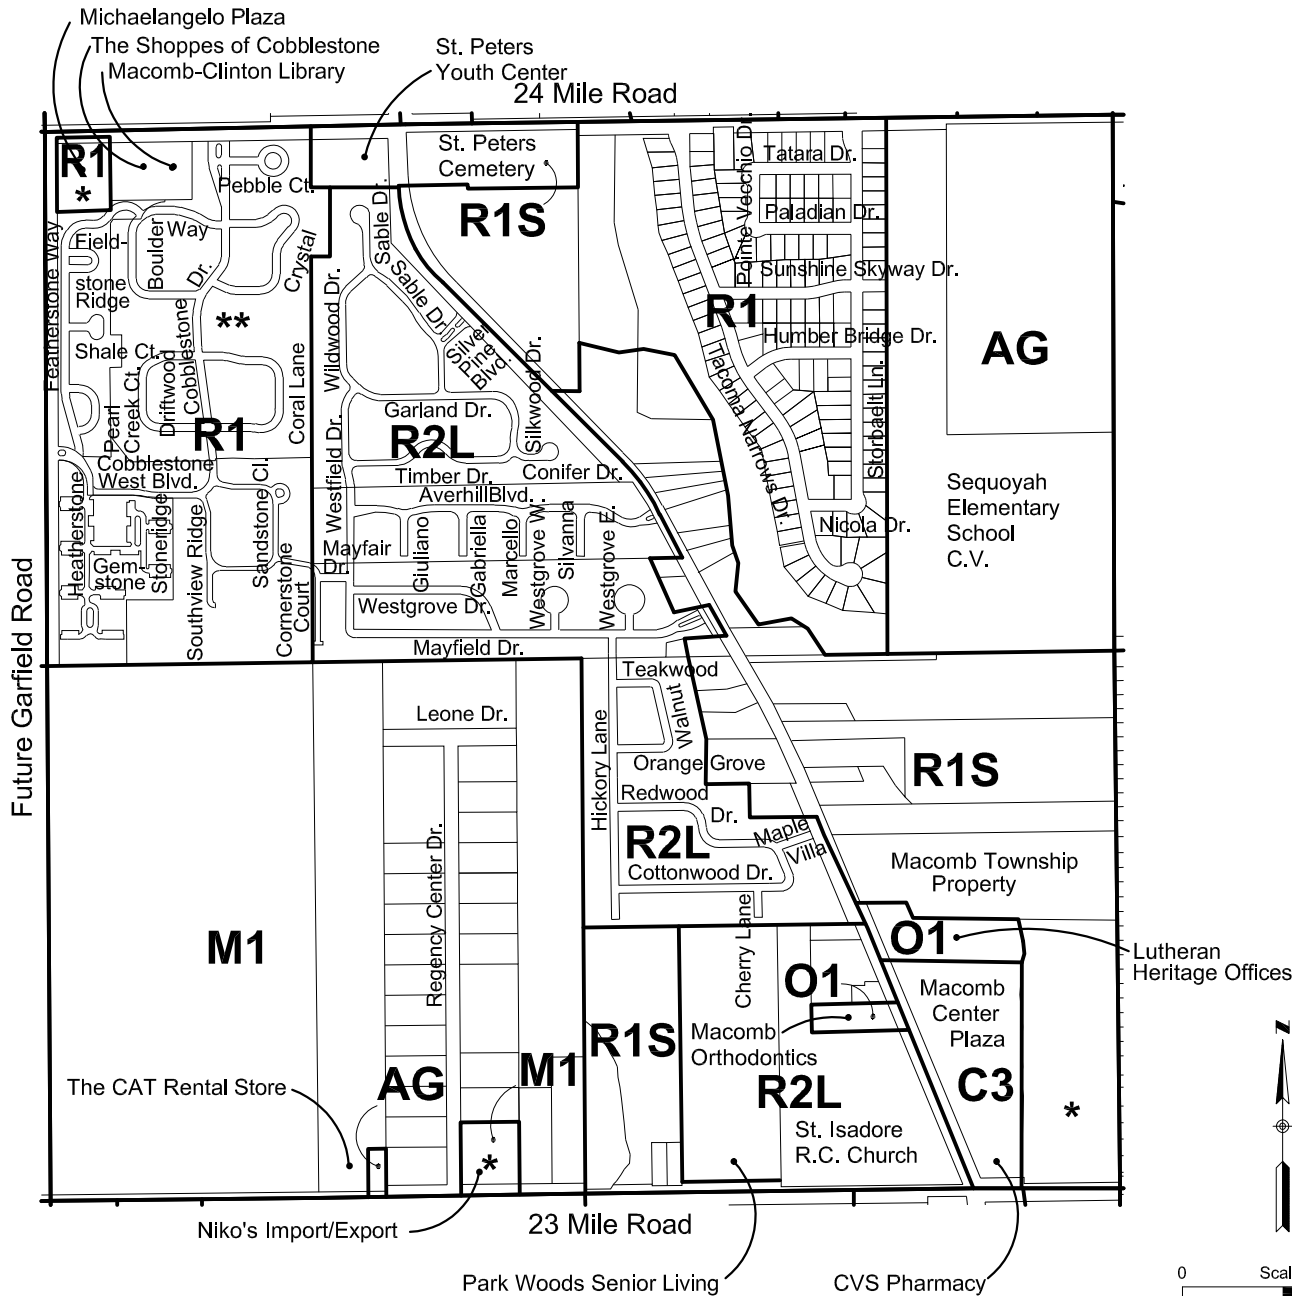 Michaelangelo Plaza
The Shoppes of Cobblestone
Macomb-Clinton Library
St. Peters
Youth Center
24 Mile Road
R1
*
St. Peters
Cemetery
Pebble Ct.
Sable Dr.
R1S
Tatara Dr.
Pointe Vecchio Dr.
Paladian Dr.
Sunshine Skyway Dr.
R1
Humber Bridge Dr.
Tacoma Narrows Dr.
Storbaelt Ln.
Nicola Dr.
AG
Sequoyah
Elementary
School
C.V.
Featherstone Way
Field-
stone
Ridge
Boulder
Way
Dr.
Crystal
**
Shale Ct.
Pearl
Creek Ct.
Driftwood
Cobblestone
Coral Lane
R1
Cobblestone
West Blvd.
Heatherstone
Gem-
stone
Stoneridge
Southview Ridge
Sandstone Cl.
Cornerstone
Court
Wildwood Dr.
Sable Dr.
Silver
Pine
Blvd.
Silkwood Dr.
Garland Dr.
R2L
Westfield Dr.
Timber Dr.
Conifer Dr.
AverhillBlvd.
Mayfair
Dr.
Giuliano
Gabriella
Marcello
Westgrove W.
Silvanna
Westgrove E.
Westgrove Dr.
Mayfield Dr.
Future Garfield Road
Leone Dr.
Regency Center Dr.
M1
Teakwood
Walnut
Hickory Lane
Orange Grove
Redwood
Dr.
Maple
Villa
R2L
Cottonwood Dr.
Cherry Lane
R1S
Macomb Township
Property
O1
Lutheran
Heritage Offices
Macomb
Center
Plaza
O1
Macomb
Orthodontics
R1S
M1
AG
The CAT Rental Store
*
R2L
St. Isadore
R.C. Church
C3
*
Niko's Import/Export
23 Mile Road
Park Woods Senior Living
CVS Pharmacy
N
0
Scal